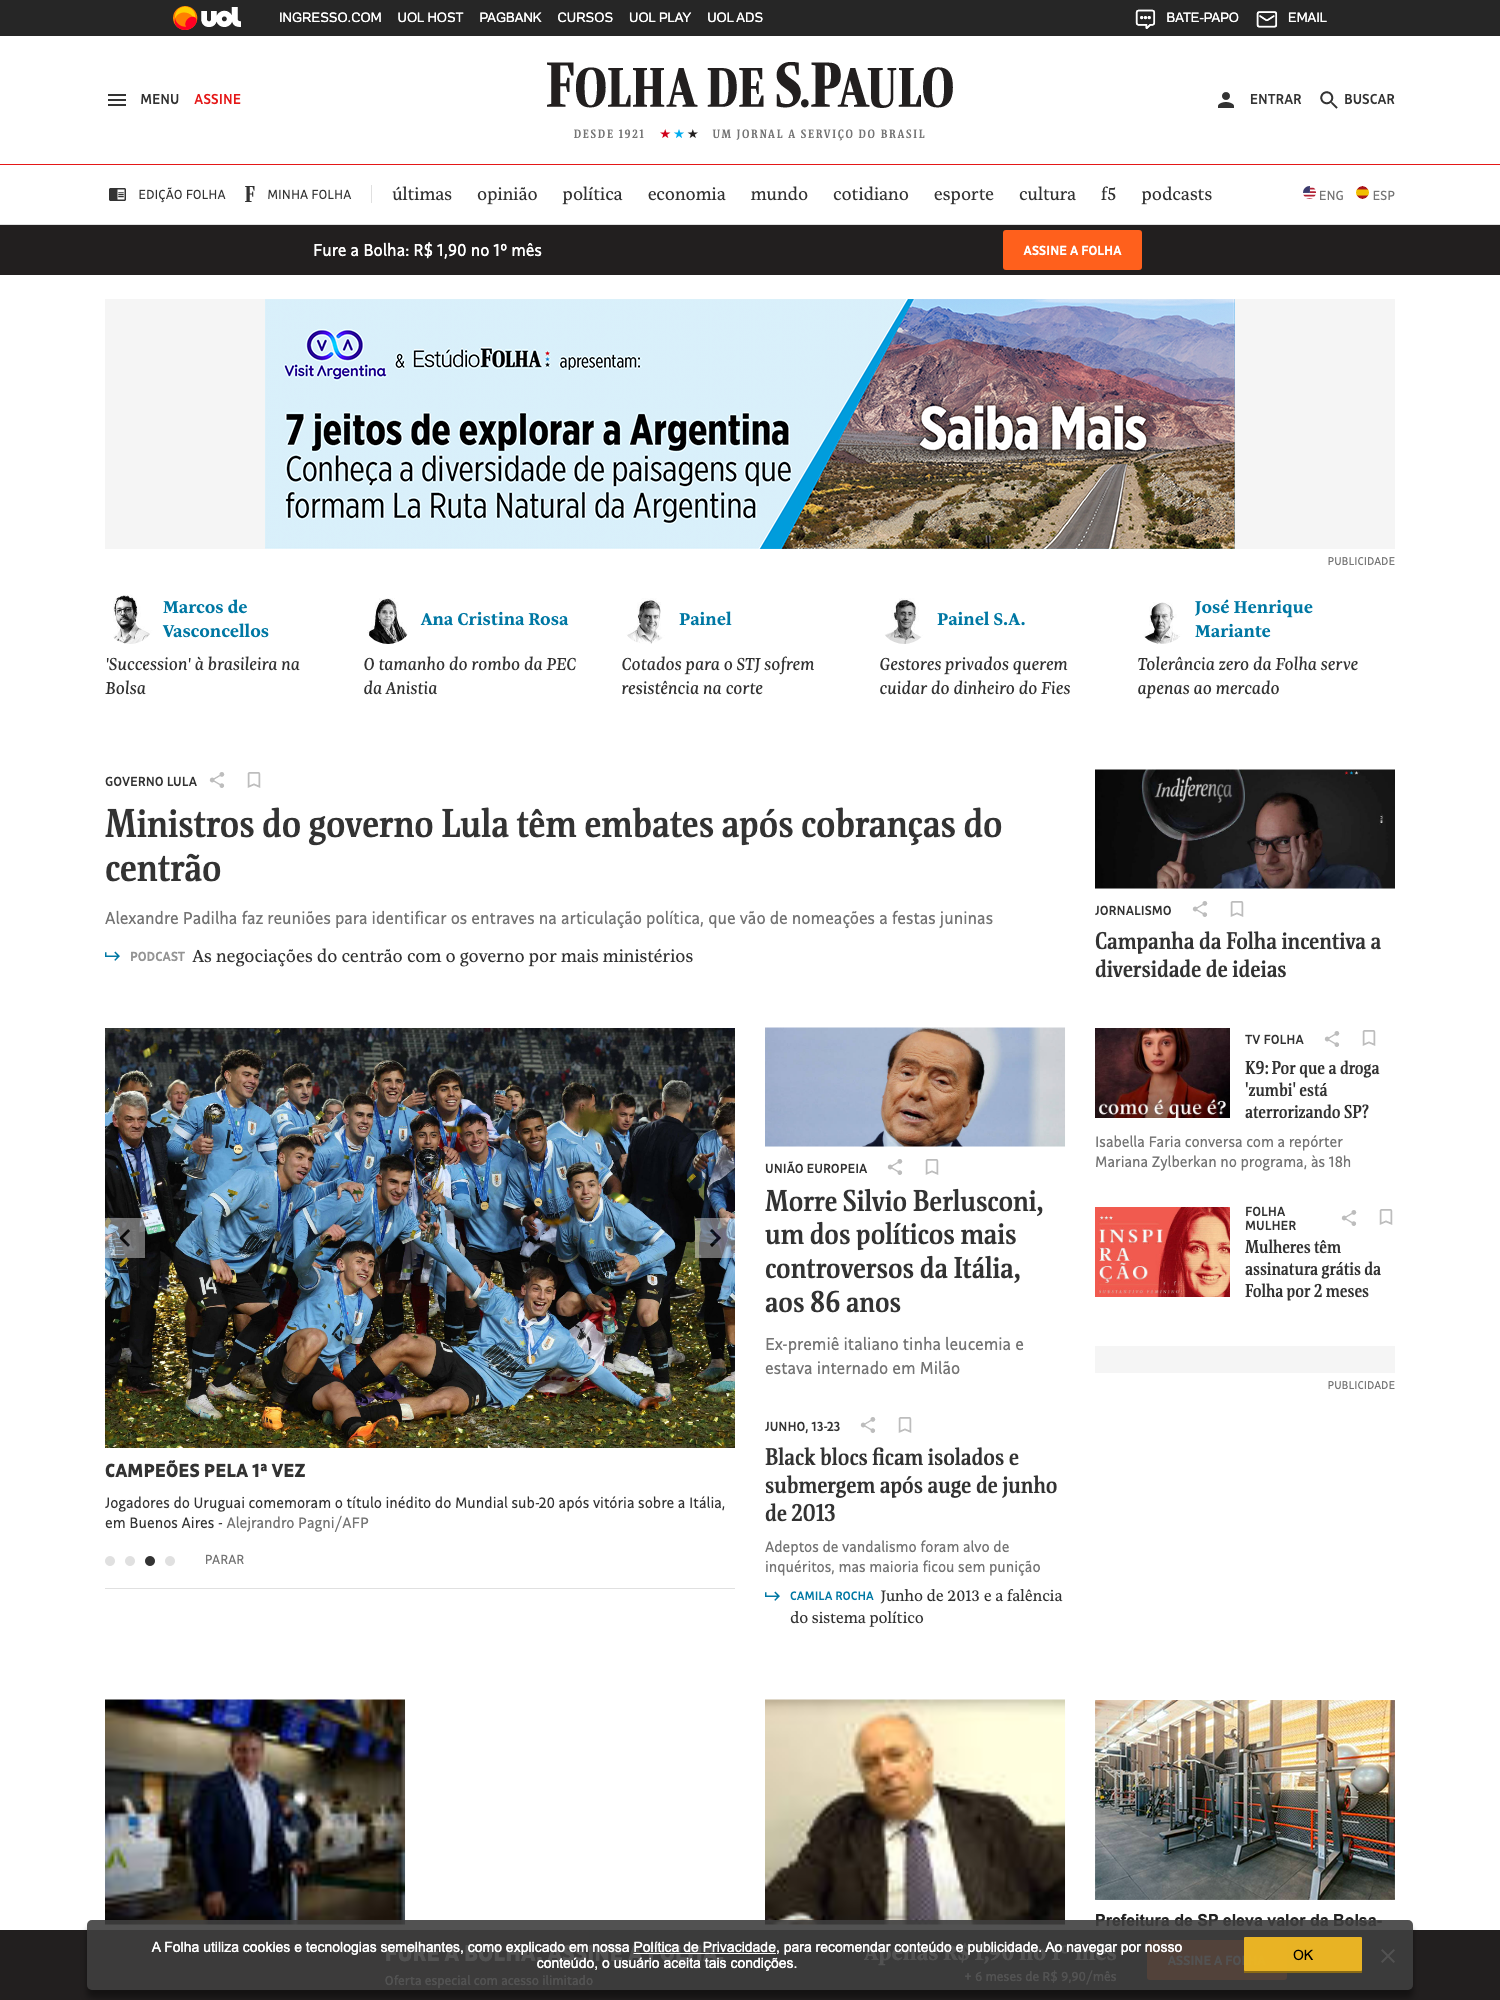 uol INGRESSO.COM UOL HOST PAGBANK CURSOS UOL PLAY UOL ADS BATE-PAPO EMAIL
MENU ASSINE FOLHA DE S.PAULO ENTRAR BUSCAR
DESDE 1921 ★★★ UM JORNAL A SERVIÇO DO BRASIL
EDIÇÃO FOLHA F MINHA FOLHA últimas opinião política economia mundo cotidiano esporte cultura f5 podcasts ENG ESP
Fure a Bolha: R$ 1,90 no 1º mês ASSINE A FOLHA
Visit Argentina & Estúdio FOLHA apresentam:
7 jeitos de explorar a Argentina
Conheça a diversidade de paisagens que
formam La Ruta Natural da Argentina
Saiba Mais
PUBLICIDADE
Marcos de
Vasconcellos
'Succession' à brasileira na
Bolsa
Ana Cristina Rosa
O tamanho do rombo da PEC
da Anistia
Painel
Cotados para o STJ sofrem
resistência na corte
Painel S.A.
Gestores privados querem
cuidar do dinheiro do Fies
José Henrique
Mariante
Tolerância zero da Folha serve
apenas ao mercado
GOVERNO LULA
Ministros do governo Lula têm embates após cobranças do
centrão
Alexandre Padilha faz reuniões para identificar os entraves na articulação política, que vão de nomeações a festas juninas
PODCAST As negociações do centrão com o governo por mais ministérios
Indiferença
JORNALISMO
Campanha da Folha incentiva a
diversidade de ideias
14
CAMPEÕES PELA 1ª VEZ
Jogadores do Uruguai comemoram o título inédito do Mundial sub-20 após vitória sobre a Itália,
em Buenos Aires - Alejrandro Pagni/AFP
PARAR
UNIÃO EUROPEIA
Morre Silvio Berlusconi,
um dos políticos mais
controversos da Itália,
aos 86 anos
Ex-premiê italiano tinha leucemia e
estava internado em Milão
JUNHO, 13-23
Black blocs ficam isolados e
submergem após auge de junho
de 2013
Adeptos de vandalismo foram alvo de
inquéritos, mas maioria ficou sem punição
CAMILA ROCHA Junho de 2013 e a falência
do sistema político
como é que é?
TV FOLHA
K9: Por que a droga
'zumbi' está
aterrorizando SP?
Isabella Faria conversa com a repórter
Mariana Zylberkan no programa, às 18h
INSPI
RA
ÇÃO
FOLHA
MULHER
Mulheres têm
assinatura grátis da
Folha por 2 meses
PUBLICIDADE
Prefeitura de SP eleva valor da Bolsa-
A Folha utiliza cookies e tecnologias semelhantes, como explicado em nossa Política de Privacidade, para recomendar conteúdo e publicidade. Ao navegar por nosso
conteúdo, o usuário aceita tais condições.
OK
Apenas R$ 1,90 no 1º mês
Oferta especial com acesso ilimitado
+ 6 meses de R$ 9,90/mês
ASSINE A FO